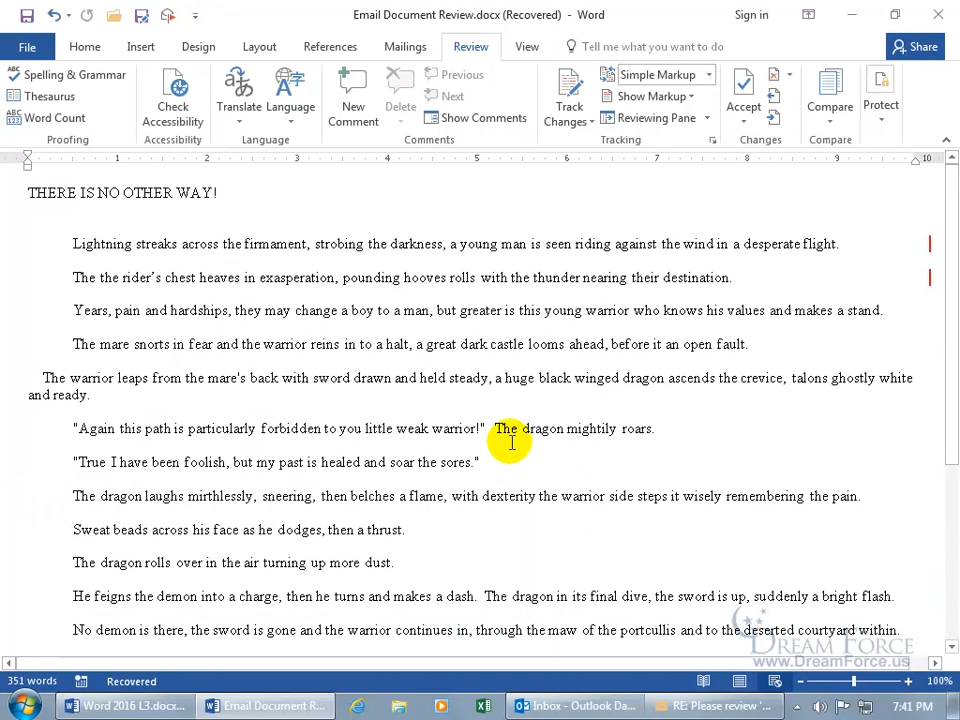 Email Document Review.docx (Recovered) - Word
Sign in
File Home Insert Design Layout References Mailings Review View Tell me what you want to do Share
ABC Spelling & Grammar
Thesaurus
ABC 123 Word Count
Proofing
Check Accessibility
Accessibility
Translate Language
Language
New Comment
Delete
Previous
Next
Show Comments
Comments
Track Changes
Simple Markup
Show Markup
Reviewing Pane
Tracking
Accept
Changes
Compare
Compare
Protect
1 2 3 4 5 6 7 8 9 10
THERE IS NO OTHER WAY!
Lightning streaks across the firmament, strobing the darkness, a young man is seen riding against the wind in a desperate flight.
The the rider's chest heaves in exasperation, pounding hooves rolls with the thunder nearing their destination.
Years, pain and hardships, they may change a boy to a man, but greater is this young warrior who knows his values and makes a stand.
The mare snorts in fear and the warrior reins in to a halt, a great dark castle looms ahead, before it an open fault.
The warrior leaps from the mare's back with sword drawn and held steady, a huge black winged dragon ascends the crevice, talons ghostly white
and ready.
"Again this path is particularly forbidden to you little weak warrior!" The dragon mightily roars.
"True I have been foolish, but my past is healed and soar the sores."
The dragon laughs mirthlessly, sneering, then belches a flame, with dexterity the warrior side steps it wisely remembering the pain.
Sweat beads across his face as he dodges, then a thrust.
The dragon rolls over in the air turning up more dust.
He feigns the demon into a charge, then he turns and makes a dash. The dragon in its final dive, the sword is up, suddenly a bright flash.
No demon is there, the sword is gone and the warrior continues in, through the maw of the portcullis and to the deserted courtyard within.
DREAM FORCE
www.DreamForce.us
351 words Recovered 100%
Word 2016 L3.docx... Email Document R... Inbox - Outlook Da... RE: Please review '... 7:41 PM